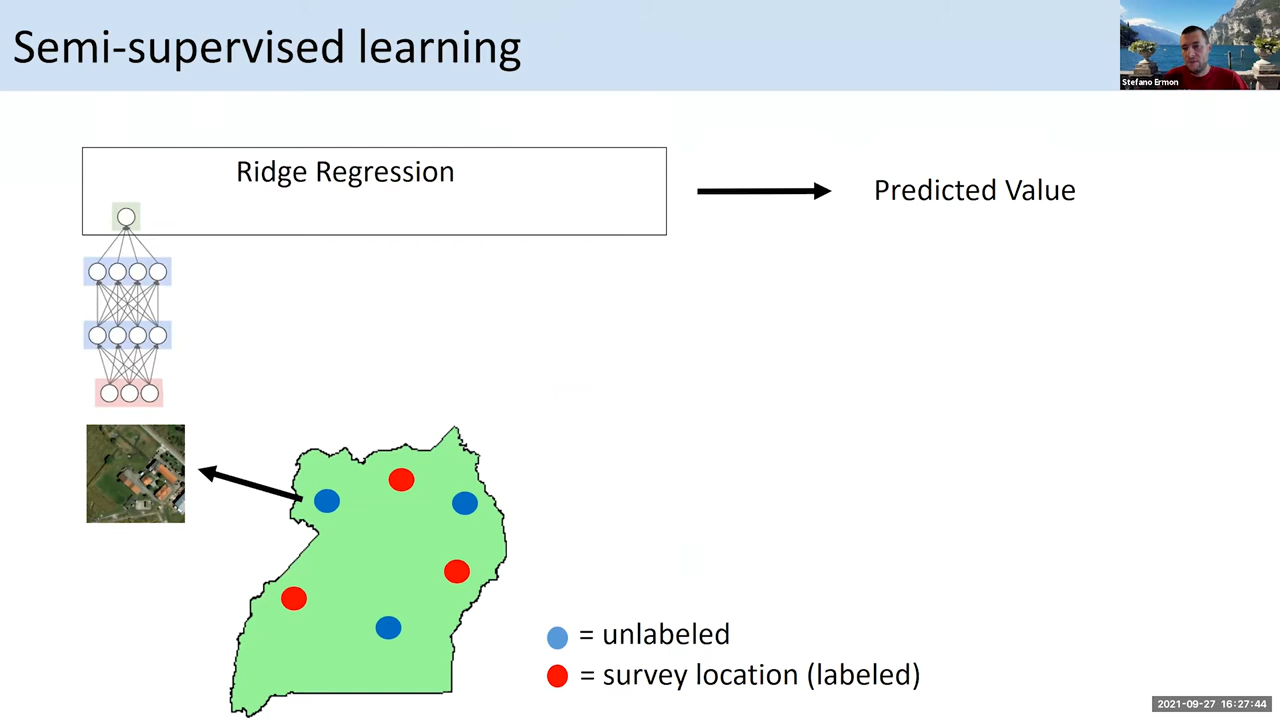 Semi-supervised learning
Stefano Ermon
Ridge Regression
Predicted Value
= unlabeled
= survey location (labeled)
2021-09-27 16:27:44